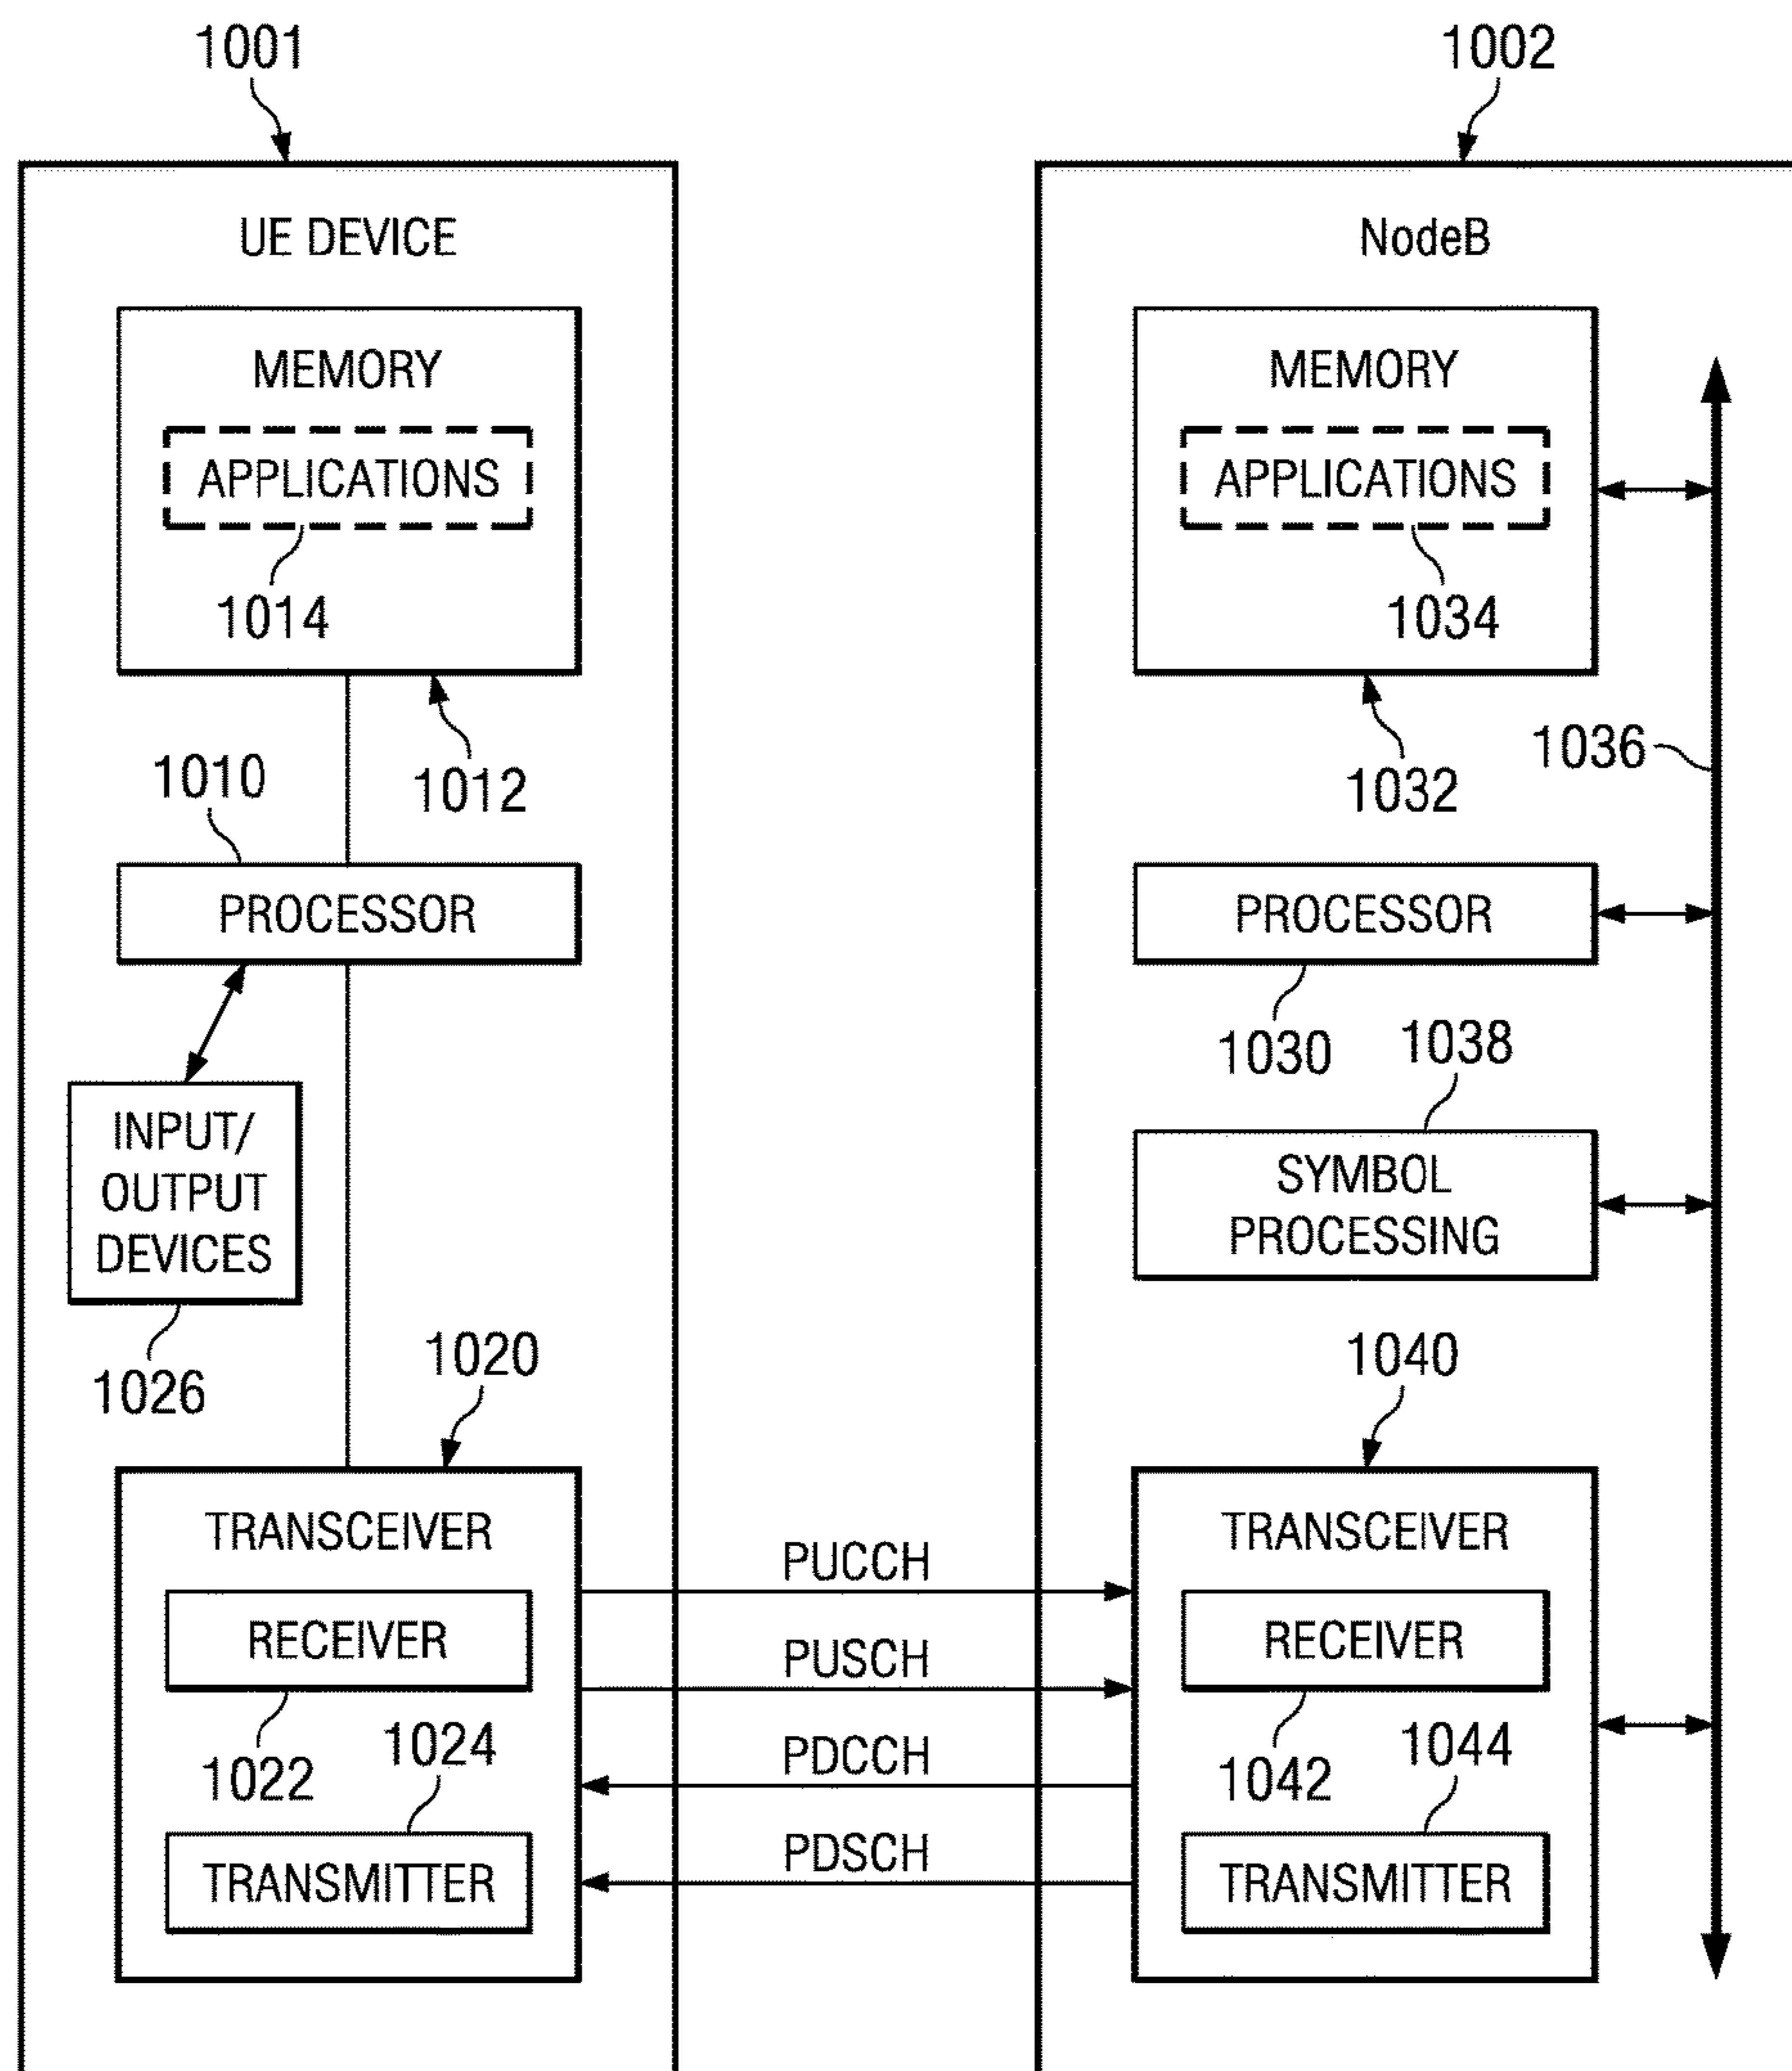 1001
1002
UE DEVICE
NodeB
MEMORY
APPLICATIONS
1014
1012
MEMORY
APPLICATIONS
1034
1032
1036
1010
PROCESSOR
PROCESSOR
1030
1038
INPUT/
OUTPUT
DEVICES
1026
SYMBOL
PROCESSING
1020
1040
TRANSCEIVER
RECEIVER
1022
1024
TRANSMITTER
PUCCH
PUSCH
PDCCH
PDSCH
TRANSCEIVER
RECEIVER
1042
1044
TRANSMITTER